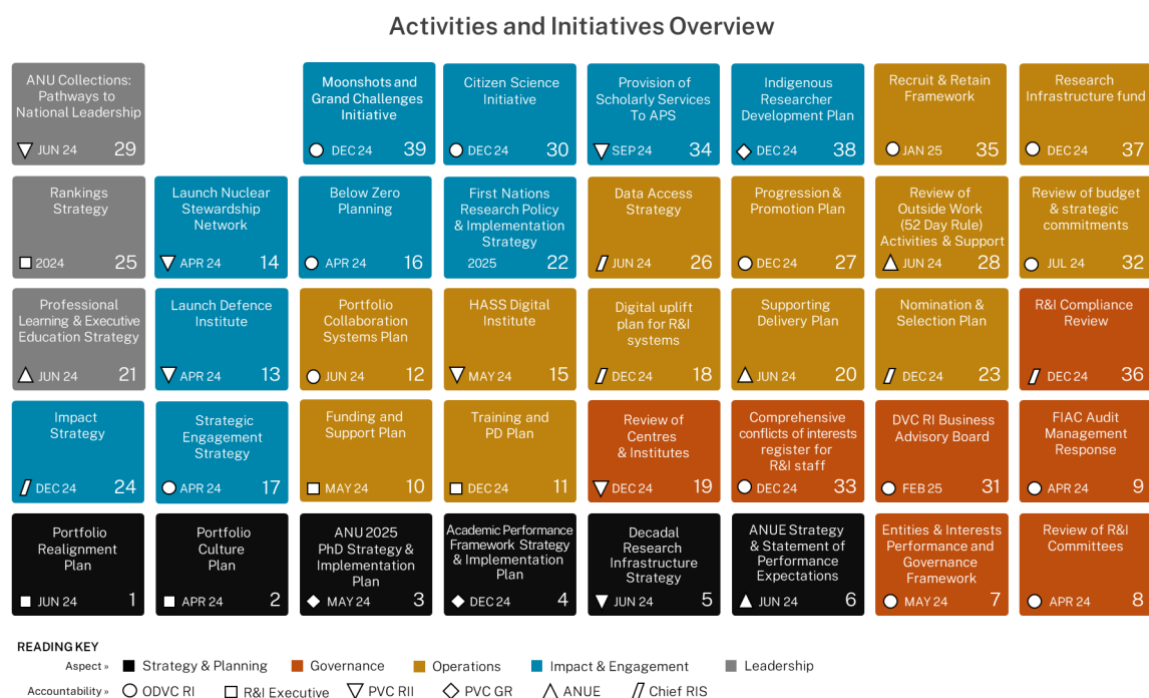 Activities and Initiatives Overview
ANU Collections:
Pathways to
National Leadership
JUN 24 29
Moonshots and
Grand Challenges
Initiative
DEC 24 39
Citizen Science
Initiative
DEC 24 30
Provision of
Scholarly Services
To APS
SEP 24 34
Indigenous
Researcher
Development Plan
DEC 24 38
Recruit & Retain
Framework
JAN 25 35
Research
Infrastructure fund
DEC 24 37
Rankings
Strategy
2024 25
Launch Nuclear
Stewardship
Network
APR 24 14
Below Zero
Planning
APR 24 16
First Nations
Research Policy
& Implementation
Strategy
2025 22
Data Access
Strategy
JUN 24 26
Progression &
Promotion Plan
DEC 24 27
Review of
Outside Work
(52 Day Rule)
Activities & Support
JUN 24 28
Review of budget
& strategic
commitments
JUL 24 32
Professional
Learning & Executive
Education Strategy
JUN 24 21
Launch Defence
Institute
APR 24 13
Portfolio
Collaboration
Systems Plan
JUN 24 12
HASS Digital
Institute
MAY 24 15
Digital uplift
plan for R&I
systems
DEC 24 18
Supporting
Delivery Plan
JUN 24 20
Nomination &
Selection Plan
DEC 24 23
R&I Compliance
Review
DEC 24 36
Impact
Strategy
DEC 24 24
Strategic
Engagement
Strategy
APR 24 17
Funding and
Support Plan
MAY 24 10
Training and
PD Plan
DEC 24 11
Review of
Centres
& Institutes
DEC 24 19
Comprehensive
conflicts of interests
register for
R&I staff
DEC 24 33
DVC RI Business
Advisory Board
FEB 25 31
FIAC Audit
Management
Response
APR 24 9
Portfolio
Realignment
Plan
JUN 24 1
Portfolio
Culture
Plan
APR 24 2
ANU 2025
PhD Strategy &
Implementation
Plan
MAY 24 3
Academic Performance
Framework Strategy
& Implementation
Plan
DEC 24 4
Decadal
Research
Infrastructure
Strategy
JUN 24 5
ANUE Strategy
& Statement of
Performance
Expectations
JUN 24 6
Entities & Interests
Performance and
Governance
Framework
MAY 24 7
Review of R&I
Committees
APR 24 8
READING KEY
Aspect » Strategy & Planning Governance Operations Impact & Engagement Leadership
Accountability » ODVC RI R&I Executive PVC RII PVC GR ANUE Chief RIS